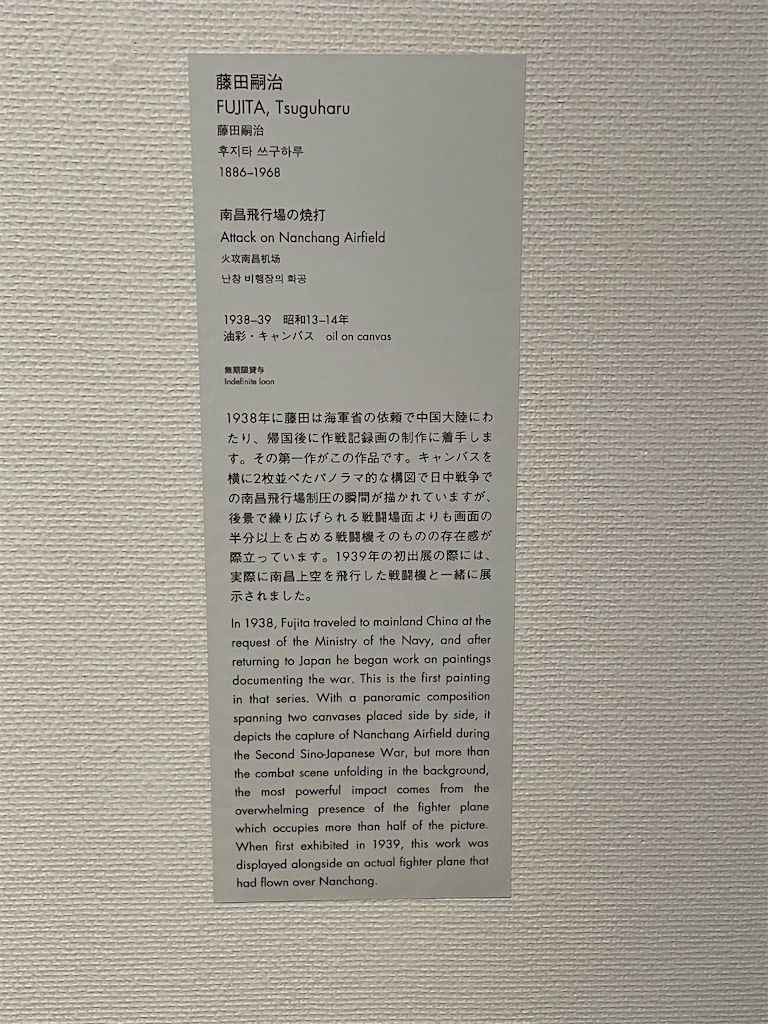 藤田嗣治
FUJITA, Tsuguharu
藤田嗣治
후지타 쓰구하루
1886–1968
南昌飛行場の焼打
Attack on Nanchang Airfield
火攻南昌机场
난창 비행장의 화공
1938–39　昭和13–14年
油彩・キャンバス　oil on canvas
無期限貸与
Indefinite loan
1938年に藤田は海軍省の依頼で中国大陸にわ
たり、帰国後に作戦記録画の制作に着手しま
す。その第一作がこの作品です。キャンバスを
横に2枚並べたパノラマ的な構図で日中戦争で
の南昌飛行場制圧の瞬間が描かれていますが、
後景で繰り広げられる戦闘場面よりも画面の
半分以上を占める戦闘機そのものの存在感が
際立っています。1939年の初出展の際には、
実際に南昌上空を飛行した戦闘機と一緒に展
示されました。
In 1938, Fujita traveled to mainland China at the
request of the Ministry of the Navy, and after
returning to Japan he began work on paintings
documenting the war. This is the first painting
in that series. With a panoramic composition
spanning two canvases placed side by side, it
depicts the capture of Nanchang Airfield during
the Second Sino-Japanese War, but more than
the combat scene unfolding in the background,
the most powerful impact comes from the
overwhelming presence of the fighter plane
which occupies more than half of the picture.
When first exhibited in 1939, this work was
displayed alongside an actual fighter plane that
had flown over Nanchang.